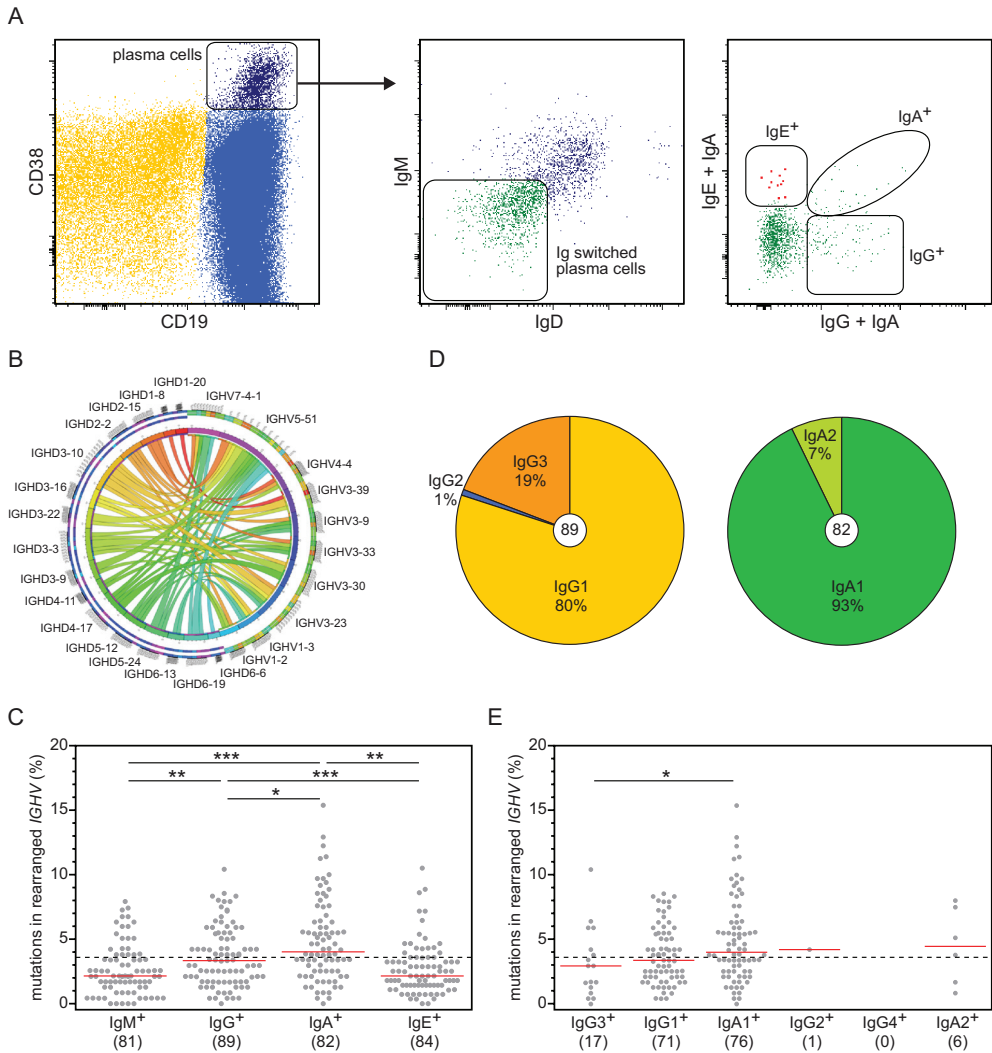 A
plasma cells
CD38
CD19
IgM
Ig switched
plasma cells
IgD
IgE + IgA
IgE+
IgA+
IgG+
IgG + IgA
B
IGHD1-20
IGHD1-8
IGHD2-15
IGHD2-2
IGHD3-10
IGHD3-16
IGHD3-22
IGHD3-3
IGHD3-9
IGHD4-11
IGHD4-17
IGHD5-12
IGHD5-24
IGHD6-13
IGHD6-19
IGHD6-6
IGHV7-4-1
IGHV5-51
IGHV4-4
IGHV3-39
IGHV3-9
IGHV3-33
IGHV3-30
IGHV3-23
IGHV1-3
IGHV1-2
D
IgG3
19%
IgG2
1%
89
IgG1
80%
IgA2
7%
82
IgA1
93%
C
mutations in rearranged IGHV (%)
20
15
10
5
0
***
**
**
***
*
IgM+
(81)
IgG+
(89)
IgA+
(82)
IgE+
(84)
E
mutations in rearranged IGHV (%)
20
15
10
5
0
*
IgG3+
(17)
IgG1+
(71)
IgA1+
(76)
IgG2+
(1)
IgG4+
(0)
IgA2+
(6)